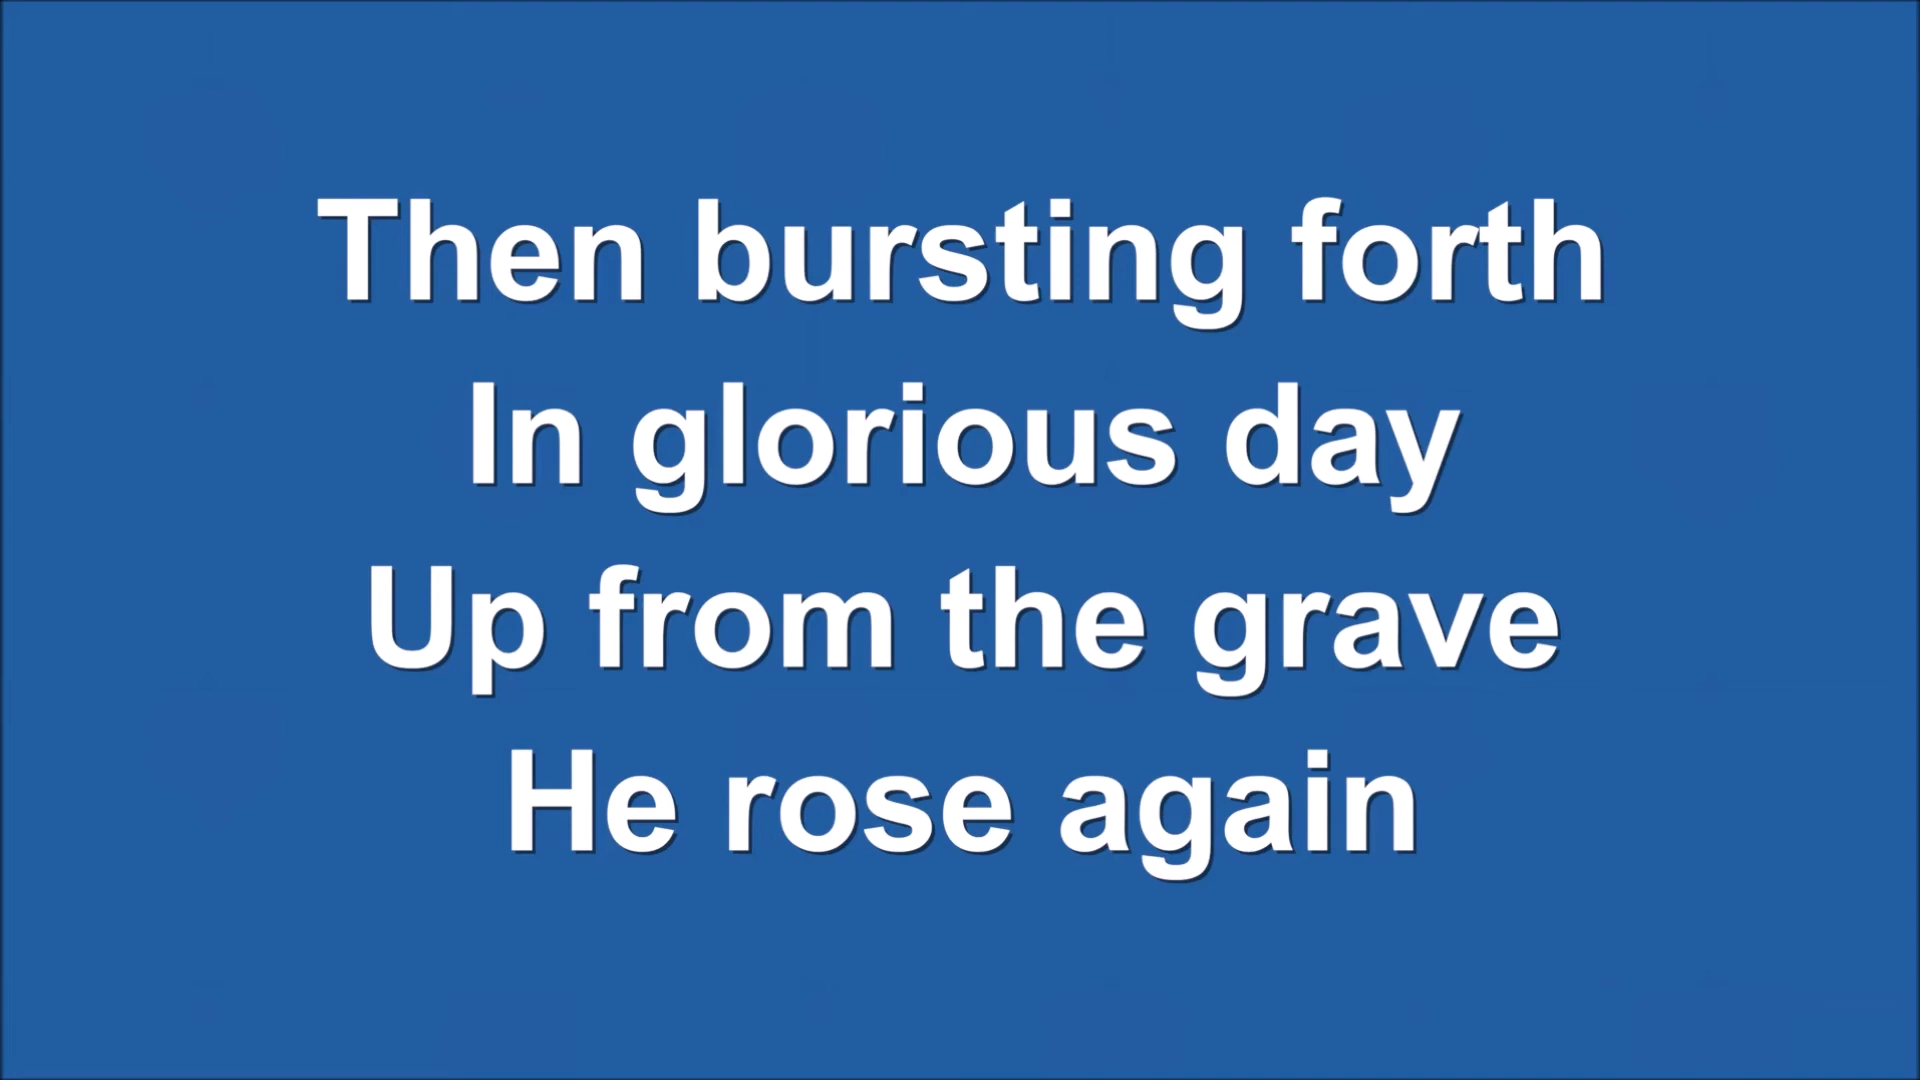 Then bursting forth
In glorious day
Up from the grave
He rose again